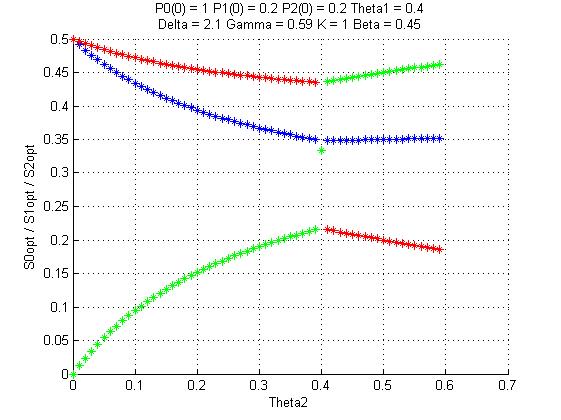 P0(0) = 1 P1(0) = 0.2 P2(0) = 0.2 Theta1 = 0.4
Delta = 2.1 Gamma = 0.59 K = 1 Beta = 0.45
0.5
0.45
0.4
0.35
0.3
0.25
0.2
0.15
0.1
0.05
0
S0opt / S1opt / S2opt
0 0.1 0.2 0.3 0.4 0.5 0.6 0.7
Theta2